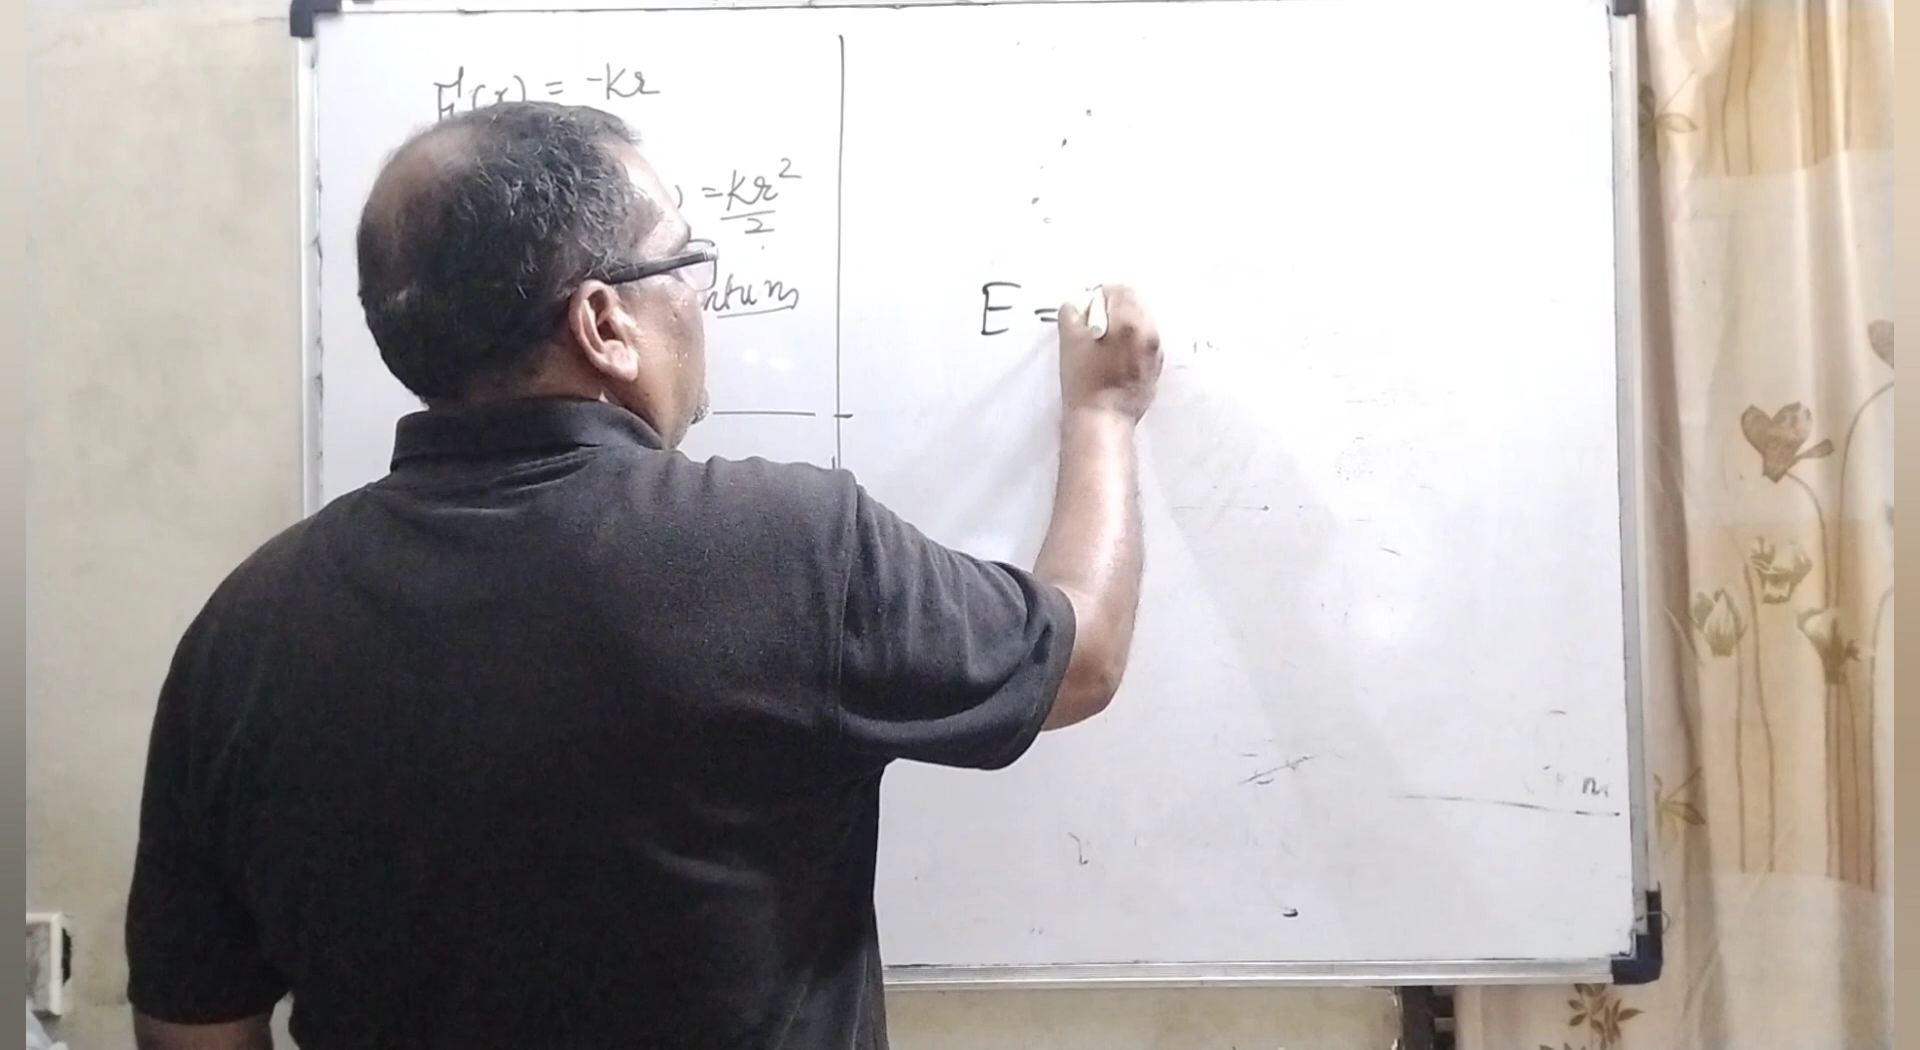 F(r) = -Kr
) = Kr²/2
ntum
E =
n